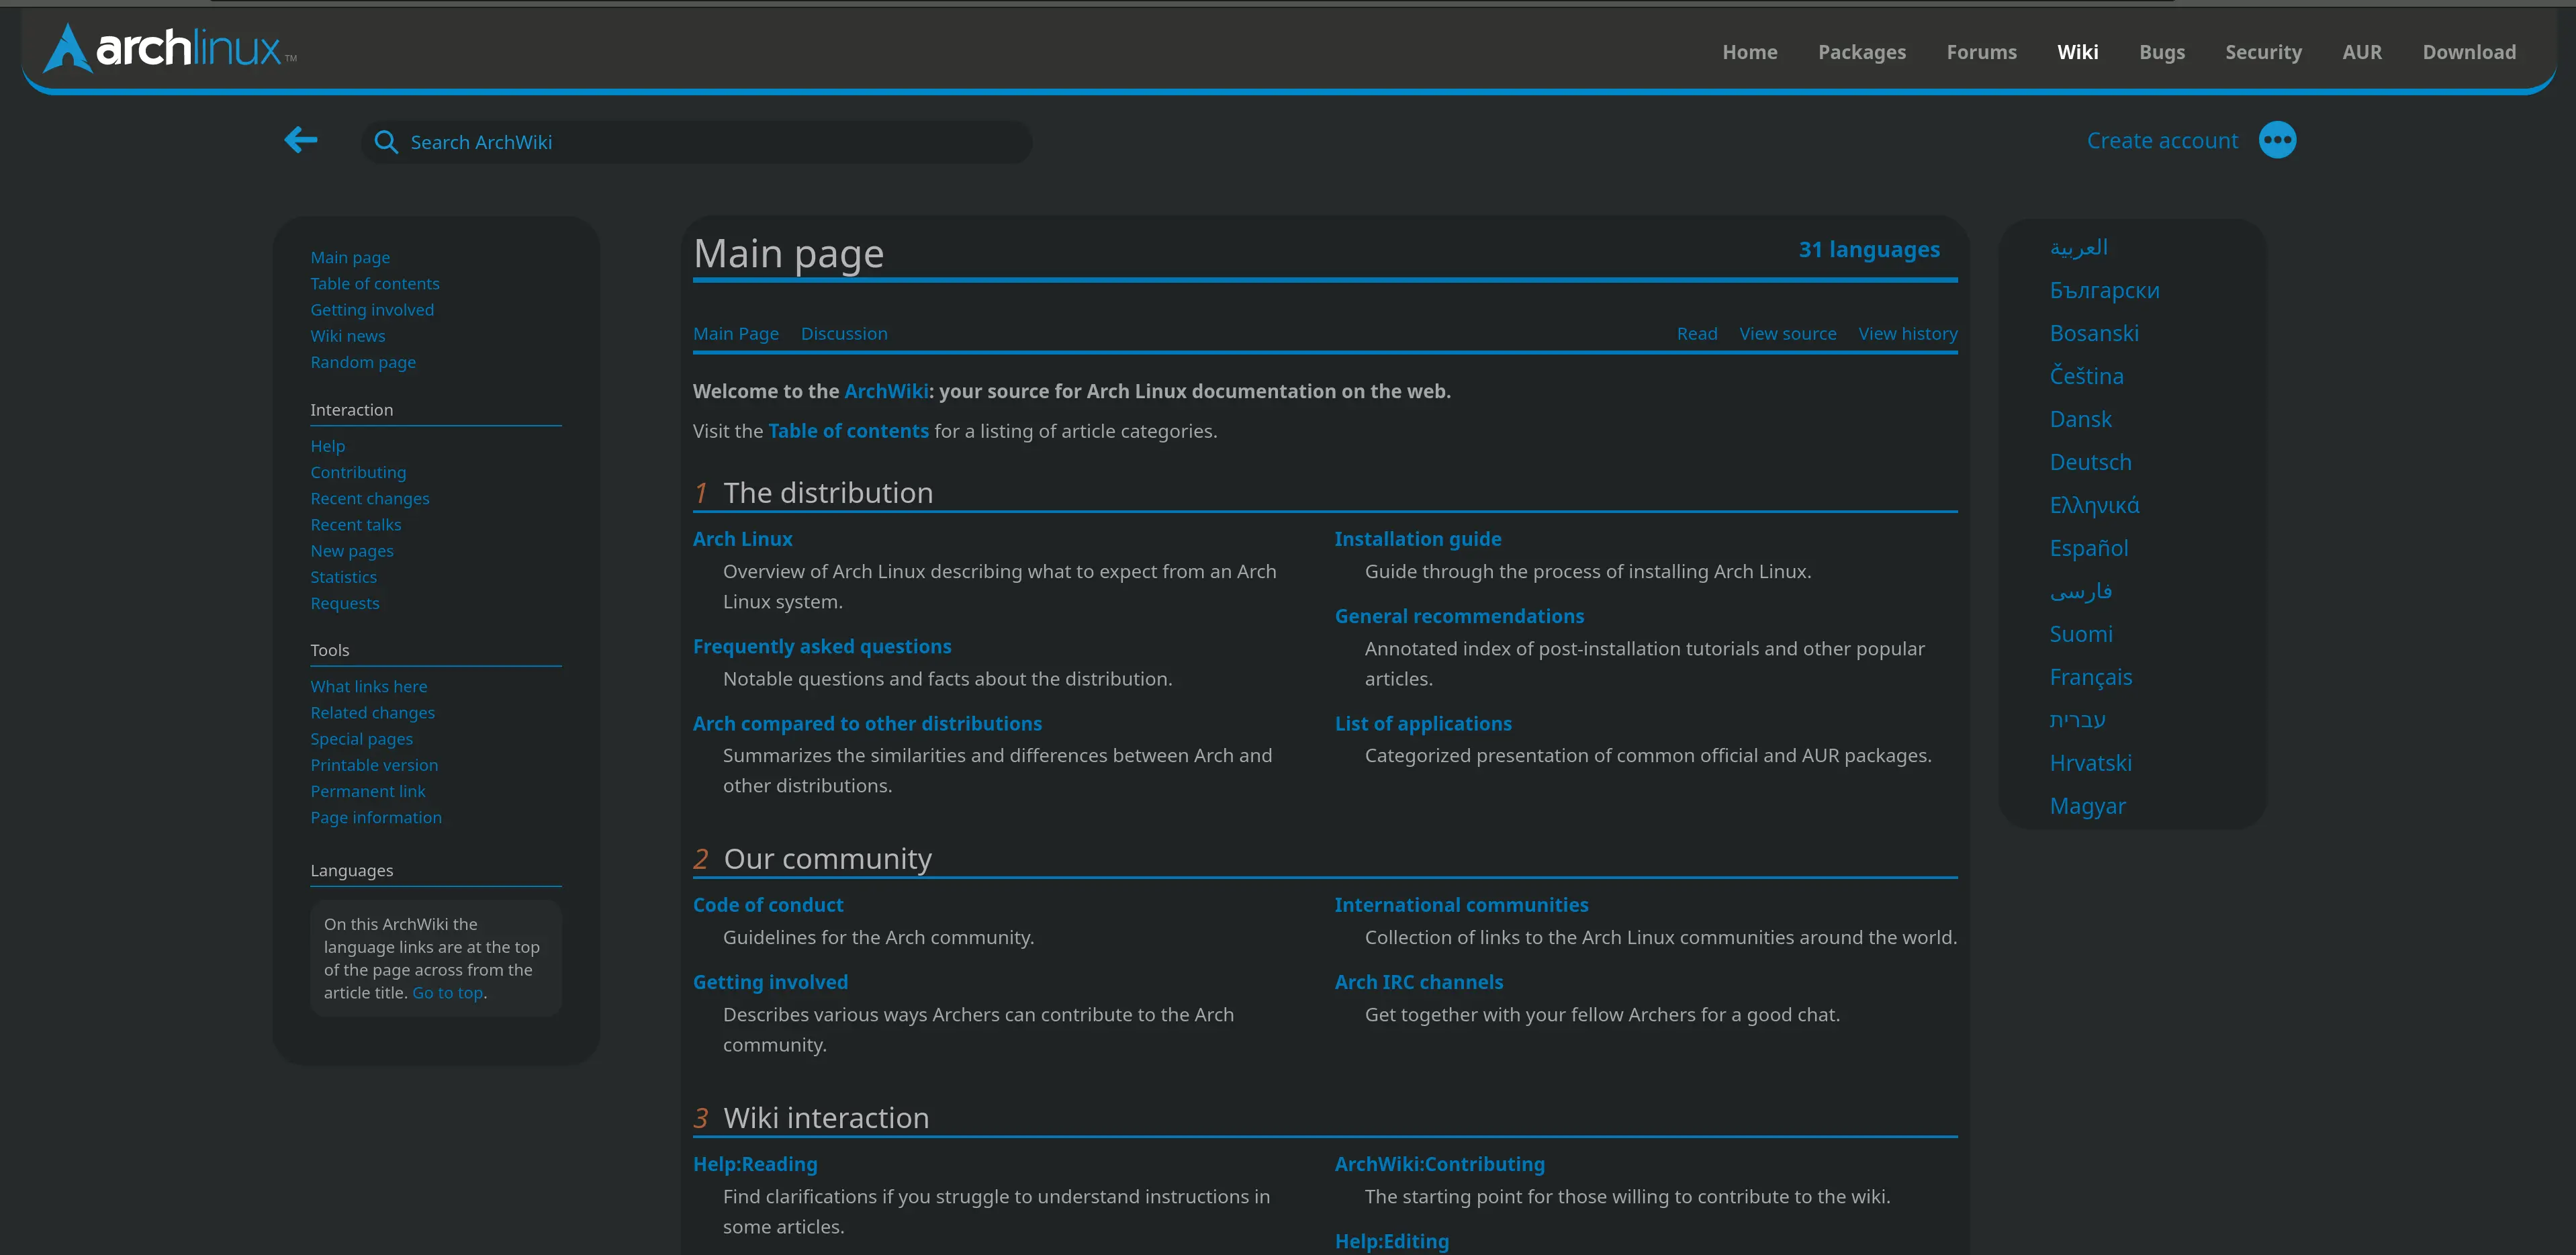 archlinux™
Home Packages Forums Wiki Bugs Security AUR Download
Search ArchWiki
Create account
Main page
Table of contents
Getting involved
Wiki news
Random page
Interaction
Help
Contributing
Recent changes
Recent talks
New pages
Statistics
Requests
Tools
What links here
Related changes
Special pages
Printable version
Permanent link
Page information
Languages
On this ArchWiki the
language links are at the top
of the page across from the
article title. Go to top.
Main page
31 languages
Main Page Discussion
Read View source View history
Welcome to the ArchWiki: your source for Arch Linux documentation on the web.
Visit the Table of contents for a listing of article categories.
1 The distribution
Arch Linux
Overview of Arch Linux describing what to expect from an Arch
Linux system.
Frequently asked questions
Notable questions and facts about the distribution.
Arch compared to other distributions
Summarizes the similarities and differences between Arch and
other distributions.
Installation guide
Guide through the process of installing Arch Linux.
General recommendations
Annotated index of post-installation tutorials and other popular
articles.
List of applications
Categorized presentation of common official and AUR packages.
2 Our community
Code of conduct
Guidelines for the Arch community.
Getting involved
Describes various ways Archers can contribute to the Arch
community.
International communities
Collection of links to the Arch Linux communities around the world.
Arch IRC channels
Get together with your fellow Archers for a good chat.
3 Wiki interaction
Help:Reading
Find clarifications if you struggle to understand instructions in
some articles.
ArchWiki:Contributing
The starting point for those willing to contribute to the wiki.
Help:Editing
العربية
Български
Bosanski
Čeština
Dansk
Deutsch
Ελληνικά
Español
فارسی
Suomi
Français
עברית
Hrvatski
Magyar